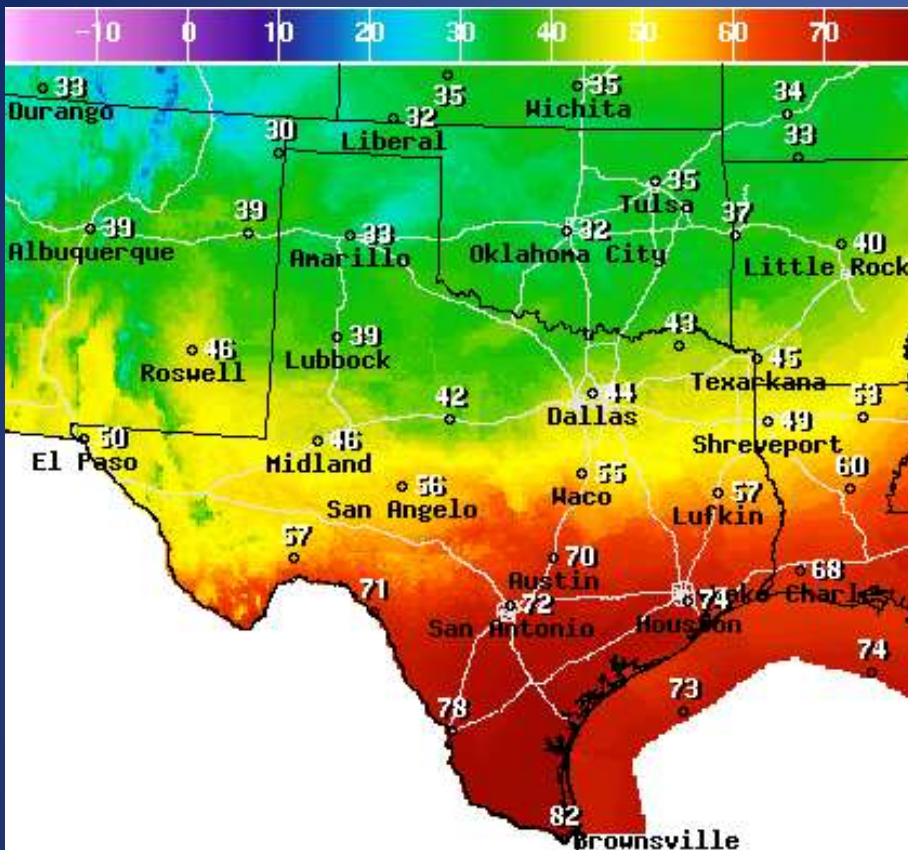 -10 0 10 20 30 40 50 60 70
33 35 35 34
Durango 32 Wichita
30 Liberal 33
35
Tulsa
39 39 33 32 37 40
Albuquerque Amarillo Oklahoma City Little Rock
39 43
46 Lubbock 45
Roswell Texarkana
42 44 53
50 46 Dallas 49
El Paso Midland Shreveport
56 55 57 60
San Angelo Waco Lufkin
57 70 68
Austin Lake Charles
71 72 74
San Antonio Houston
74
78 73
82
Brownsville